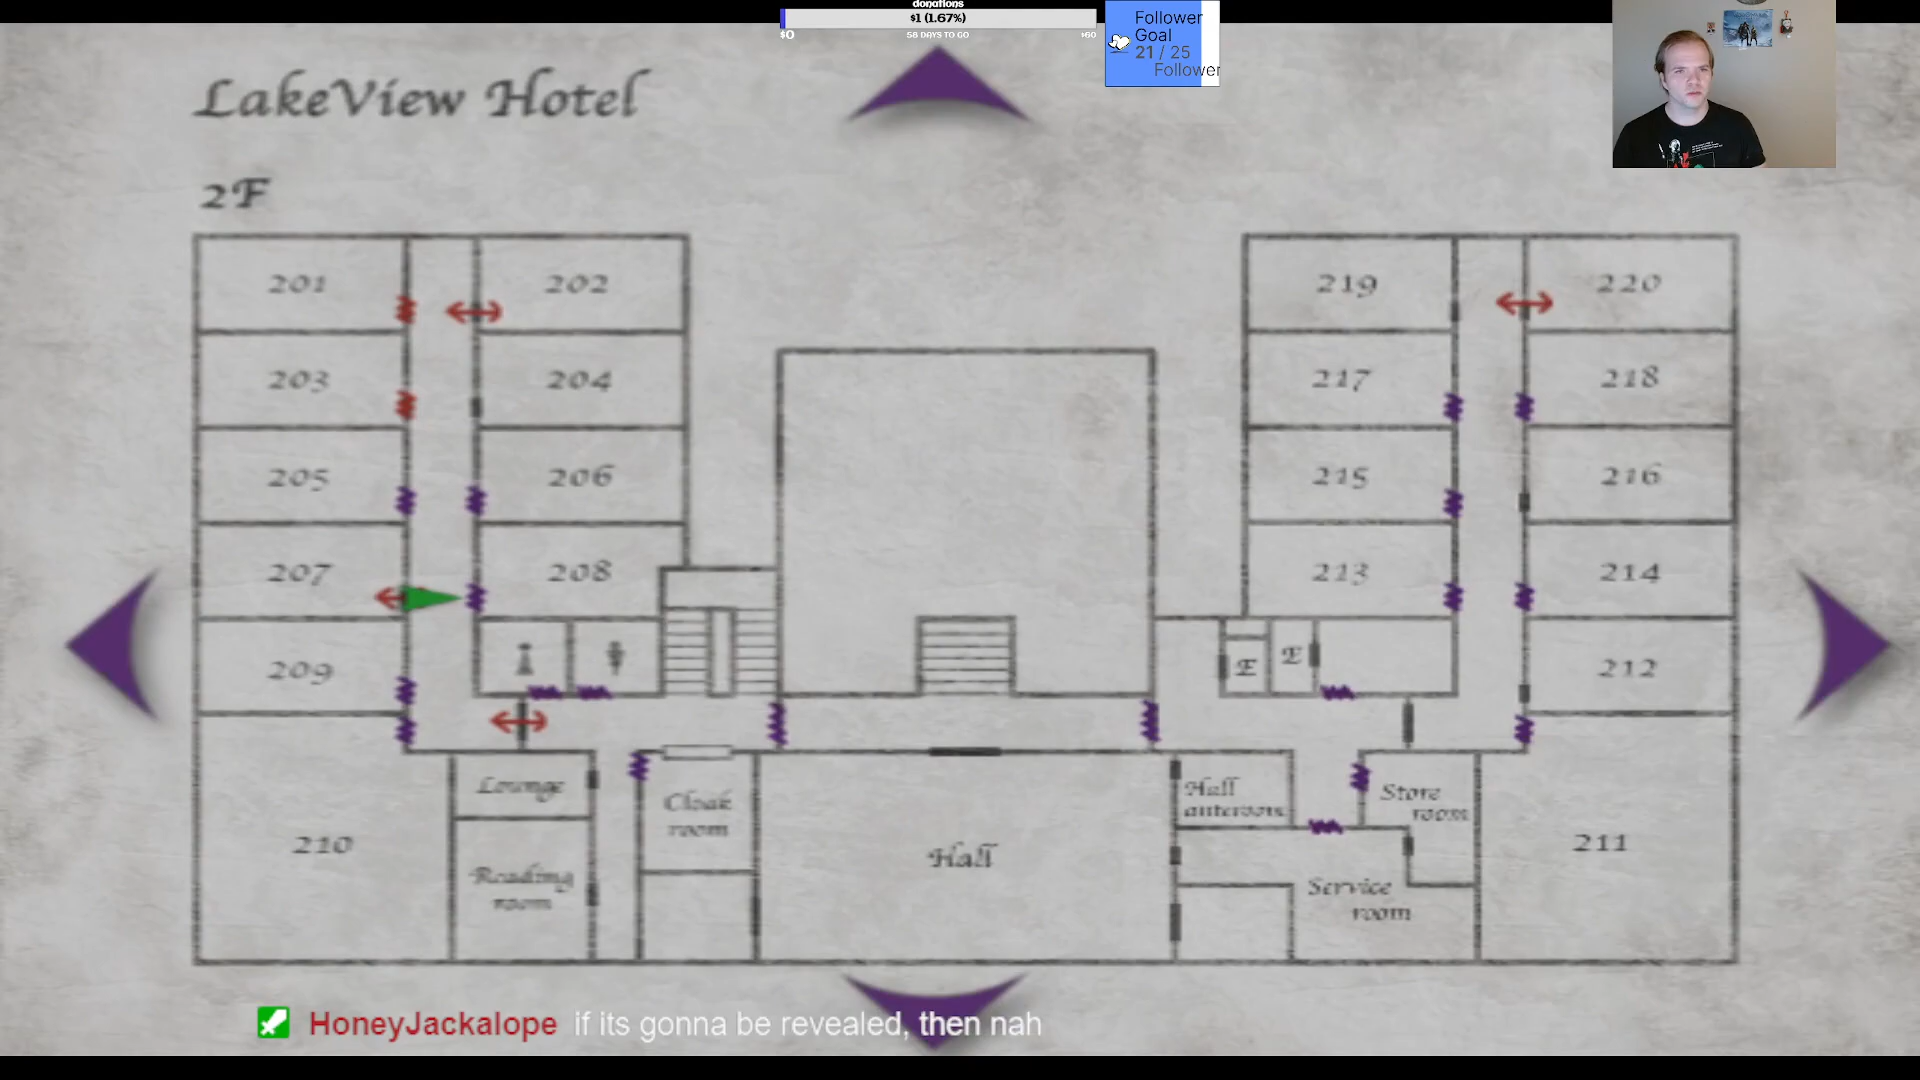 donations
$1 (1.67%)
$0
58 DAYS TO GO
$60
Follower
Goal
21 / 25
Follower
LakeView Hotel
2F
201
202
219
220
203
204
217
218
205
206
215
216
207
208
213
214
209
E
E
212
Lounge
Cloak
room
Hall
anteroom
Store
room
210
Reading
room
Hall
Service
room
211
HoneyJackalope if its gonna be revealed, then nah